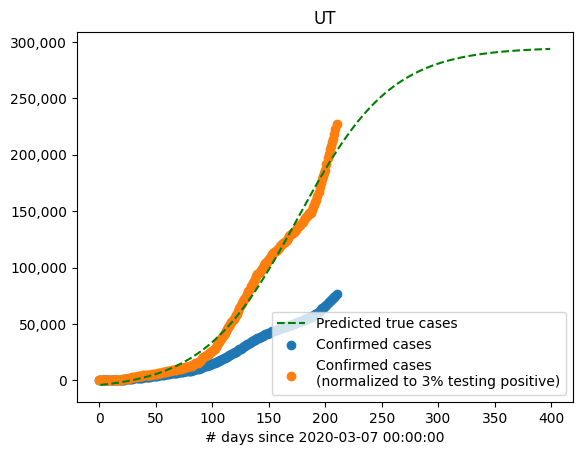 UT
300,000
250,000
200,000
150,000
100,000
50,000
0
Predicted true cases
Confirmed cases
Confirmed cases
(normalized to 3% testing positive)
0 50 100 150 200 250 300 350 400
# days since 2020-03-07 00:00:00